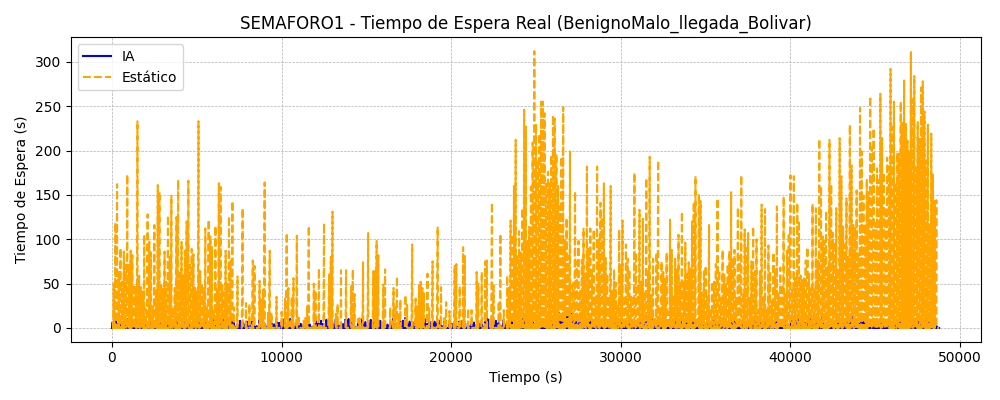 SEMAFORO1 - Tiempo de Espera Real (BenignoMalo_llegada_Bolivar)
IA
Estático
Tiempo de Espera (s)
300
250
200
150
100
50
0
0 10000 20000 30000 40000 50000
Tiempo (s)